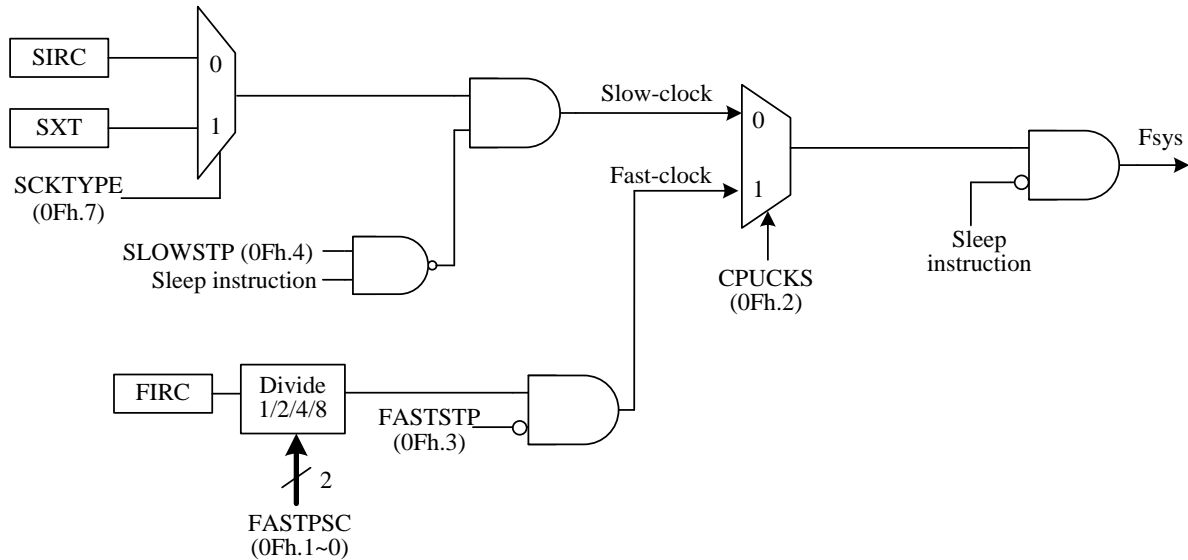 SIRC
0
SXT
1
SCKTYPE
(0Fh.7)
SLOWSTP (0Fh.4)
Sleep instruction
Slow-clock
0
Fast-clock
1
CPUCKS
(0Fh.2)
Fsys
Sleep
instruction
FIRC
Divide
1/2/4/8
FASTSTP
(0Fh.3)
2
FASTPSC
(0Fh.1~0)